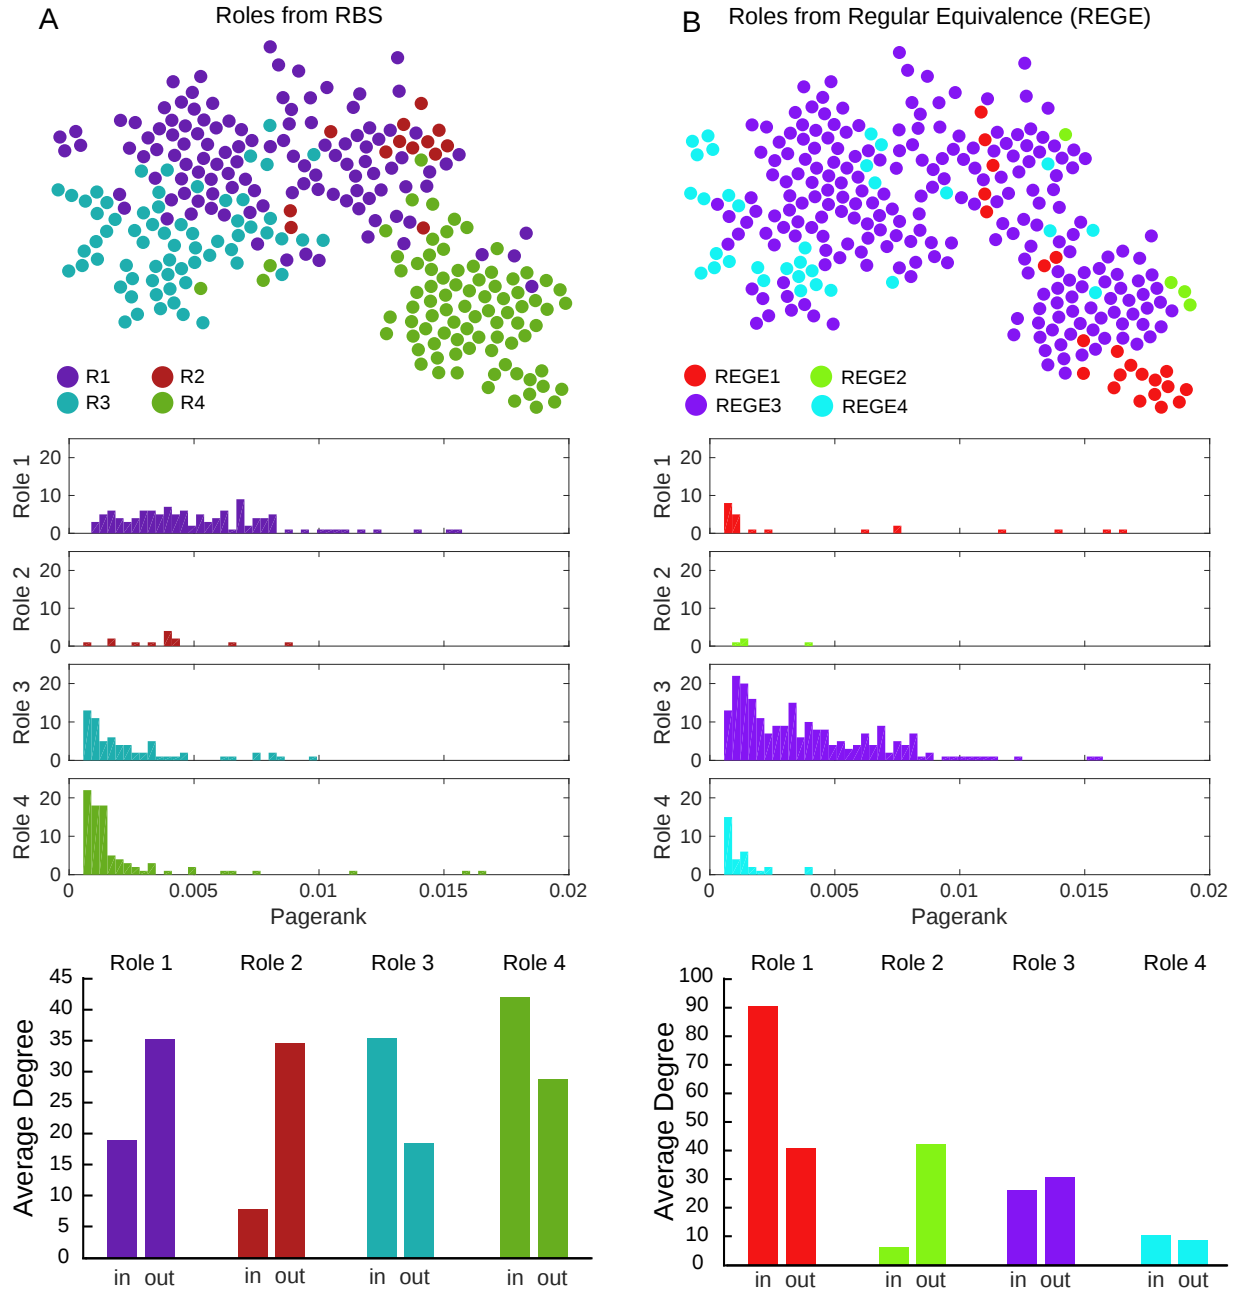 A
Roles from RBS
R1
R2
R3
R4
20
10
0
Role 1
20
10
0
Role 2
20
10
0
Role 3
20
10
0
Role 4
0
0.005
0.01
0.015
0.02
Pagerank
Role 1
Role 2
Role 3
Role 4
45
40
35
30
25
20
15
10
5
0
Average Degree
in out
in out
in out
in out
B
Roles from Regular Equivalence (REGE)
REGE1
REGE2
REGE3
REGE4
20
10
0
Role 1
20
10
0
Role 2
20
10
0
Role 3
20
10
0
Role 4
0
0.005
0.01
0.015
0.02
Pagerank
Role 1
Role 2
Role 3
Role 4
100
90
80
100
60
50
40
30
20
10
0
Average Degree
in out
in out
in out
in out